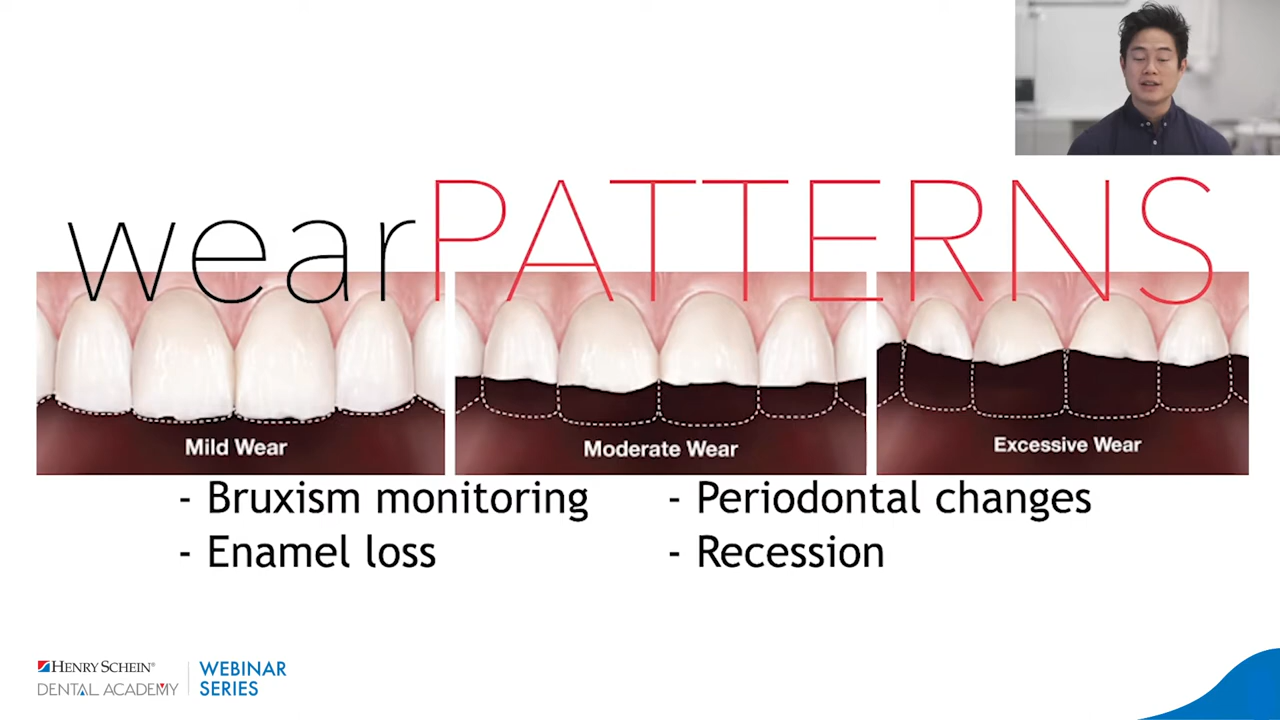 wearPATTERNS
Mild Wear
Moderate Wear
Excessive Wear
- Bruxism monitoring
- Enamel loss
- Periodontal changes
- Recession
HENRY SCHEIN®
DENTAL ACADEMY
WEBINAR
SERIES